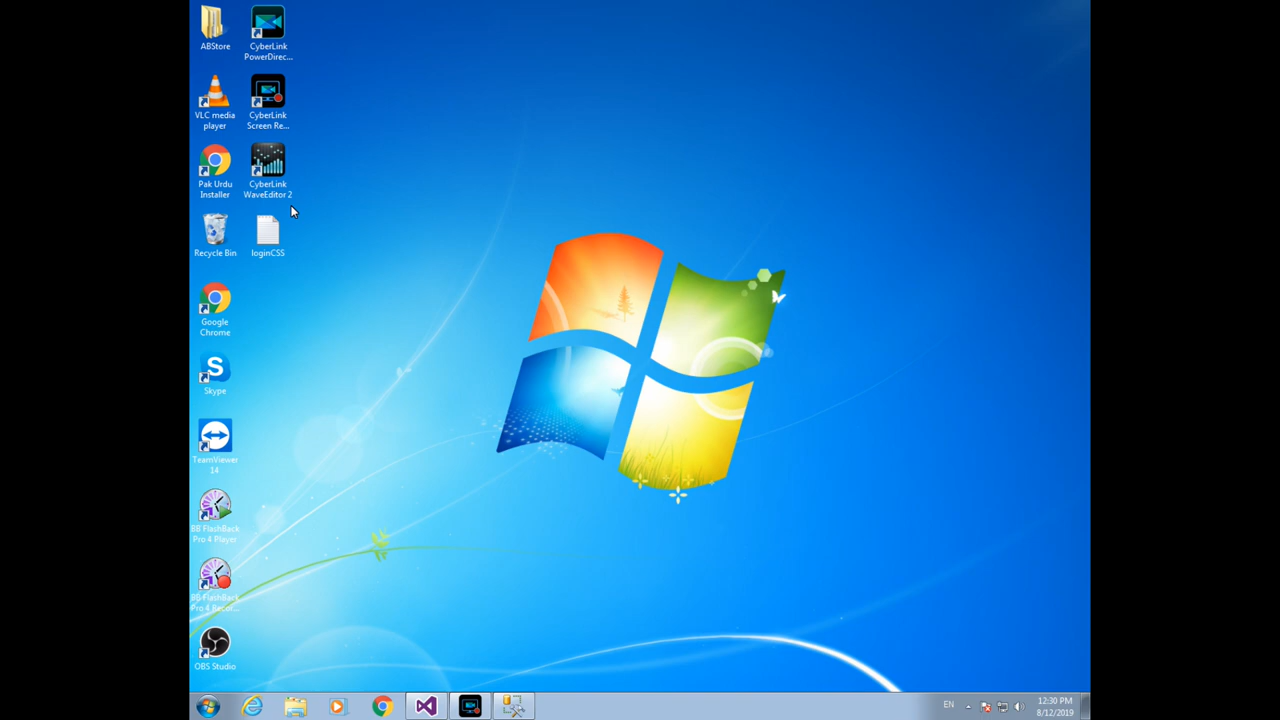 ABStore
CyberLink
PowerDirec...
VLC media
player
CyberLink
Screen Re...
Pak Urdu
Installer
CyberLink
WaveEditor 2
Recycle Bin
loginCSS
Google
Chrome
Skype
TeamViewer
14
BB FlashBack
Pro 4 Player
BB FlashBack
Pro 4 Recor...
OBS Studio
EN
12:30 PM
8/12/2019